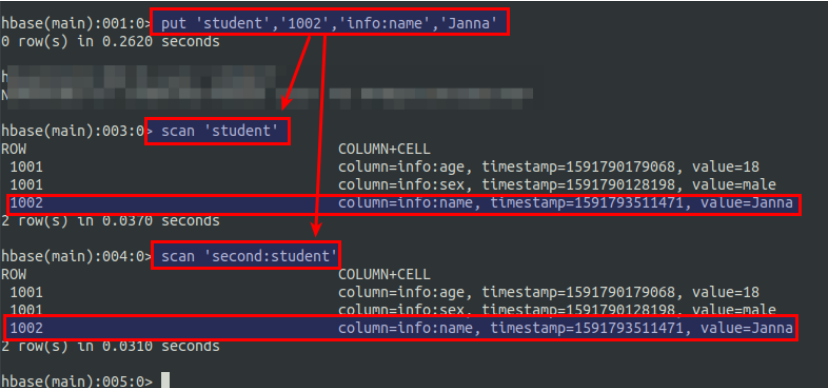 hbase(main):001:0> put 'student','1002','info:name','Janna'
0 row(s) in 0.2620 seconds
hbase(main):003:0> scan 'student'
ROW COLUMN+CELL
1001 column=info:age, timestamp=1591790179068, value=18
1001 column=info:sex, timestamp=1591790128198, value=male
1002 column=info:name, timestamp=1591793511471, value=Janna
2 row(s) in 0.0370 seconds
hbase(main):004:0> scan 'second:student'
ROW COLUMN+CELL
1001 column=info:age, timestamp=1591790179068, value=18
1001 column=info:sex, timestamp=1591790128198, value=male
1002 column=info:name, timestamp=1591793511471, value=Janna
2 row(s) in 0.0310 seconds
hbase(main):005:0>